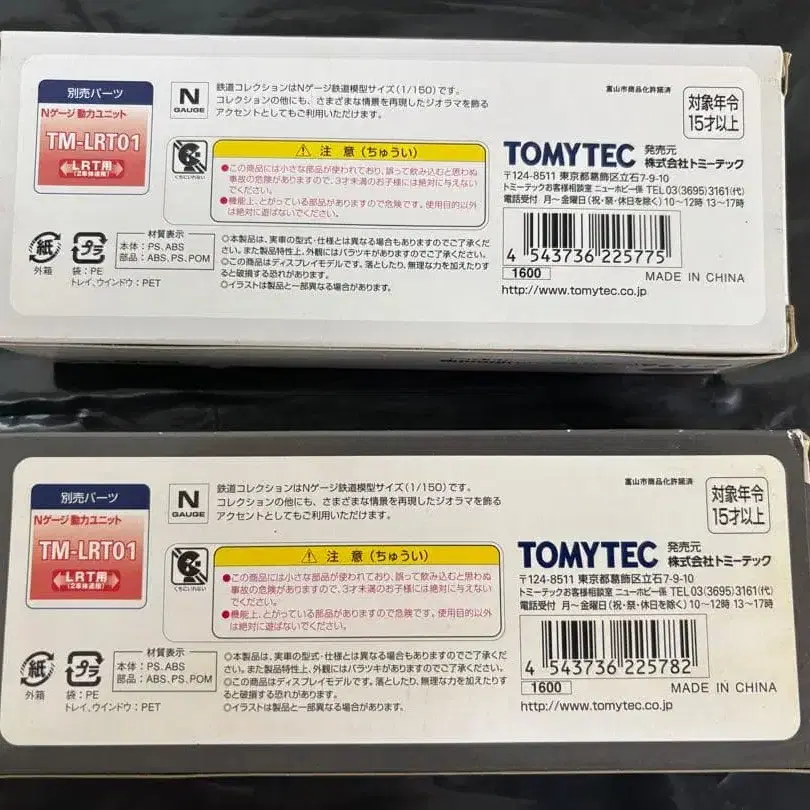 別売パーツ
Nゲージ動力ユニット
TM-LRT01
LRT用
(2車体連接)
N
GAUGE
鉄道コレクションはNゲージ鉄道模型サイズ(1/150)です。
コレクションの他にも、さまざまな情景を再現したジオラマを飾る
アクセントとしてもご利用いただけます。
富山市商品化許諾済
対象年令
15才以上
くちにいれない
注意(ちゅうい)
●この商品には小さな部品が使われており、誤って飲み込むと思わぬ
事故の危険がありますので、3才未満のお子様には絶対に与えない
でください。
●機能上、とがっている部品がありますので危険です。使用目的以外
は絶対に遊ばないでください。
TOMYTEC 発売元 株式会社トミーテック
〒124-8511 東京都葛飾区立石7-9-10
トミーテックお客様相談室 ニューホビー係 TEL 03(3695)3161(代)
電話受付 月〜金曜日(祝・祭・休日を除く)10〜12時 13〜17時
紙
外箱
プラ
袋:PE
トレイ、ウインドウ:PET
材質表示
本体:PS、ABS
部品:ABS、PS、POM
◎本製品は、実車の型式・仕様とは異なる場合もありますのでご了承くだ
さい。また製品特性上、外観にはバラツキがありますのでご了承ください。
◎この商品はディスプレイモデルです。落としたり、無理な力を加えたりす
ると破損する恐れがあります。
◎イラストは製品と一部異なる場合があります。
4 543736 225775
1600
MADE IN CHINA
http://www.tomytec.co.jp
別売パーツ
Nゲージ動力ユニット
TM-LRT01
LRT用
(2車体連接)
N
GAUGE
鉄道コレクションはNゲージ鉄道模型サイズ(1/150)です。
コレクションの他にも、さまざまな情景を再現したジオラマを飾る
アクセントとしてもご利用いただけます。
富山市商品化許諾済
対象年令
15才以上
くちにいれない
注意(ちゅうい)
●この商品には小さな部品が使われており、誤って飲み込むと思わぬ
事故の危険がありますので、3才未満のお子様には絶対に与えない
でください。
●機能上、とがっている部品がありますので危険です。使用目的以外
は絶対に遊ばないでください。
TOMYTEC 発売元 株式会社トミーテック
〒124-8511 東京都葛飾区立石7-9-10
トミーテックお客様相談室 ニューホビー係 TEL 03(3695)3161(代)
電話受付 月〜金曜日(祝・祭・休日を除く)10〜12時 13〜17時
紙
外箱
プラ
袋:PE
トレイ、ウインドウ:PET
材質表示
本体:PS、ABS
部品:ABS、PS、POM
◎本製品は、実車の型式・仕様とは異なる場合もありますのでご了承くだ
さい。また製品特性上、外観にはバラツキがありますのでご了承ください。
◎この商品はディスプレイモデルです。落としたり、無理な力を加えたりす
ると破損する恐れがあります。
◎イラストは製品と一部異なる場合があります。
4 543736 225782
1600
MADE IN CHINA
http://www.tomytec.co.jp